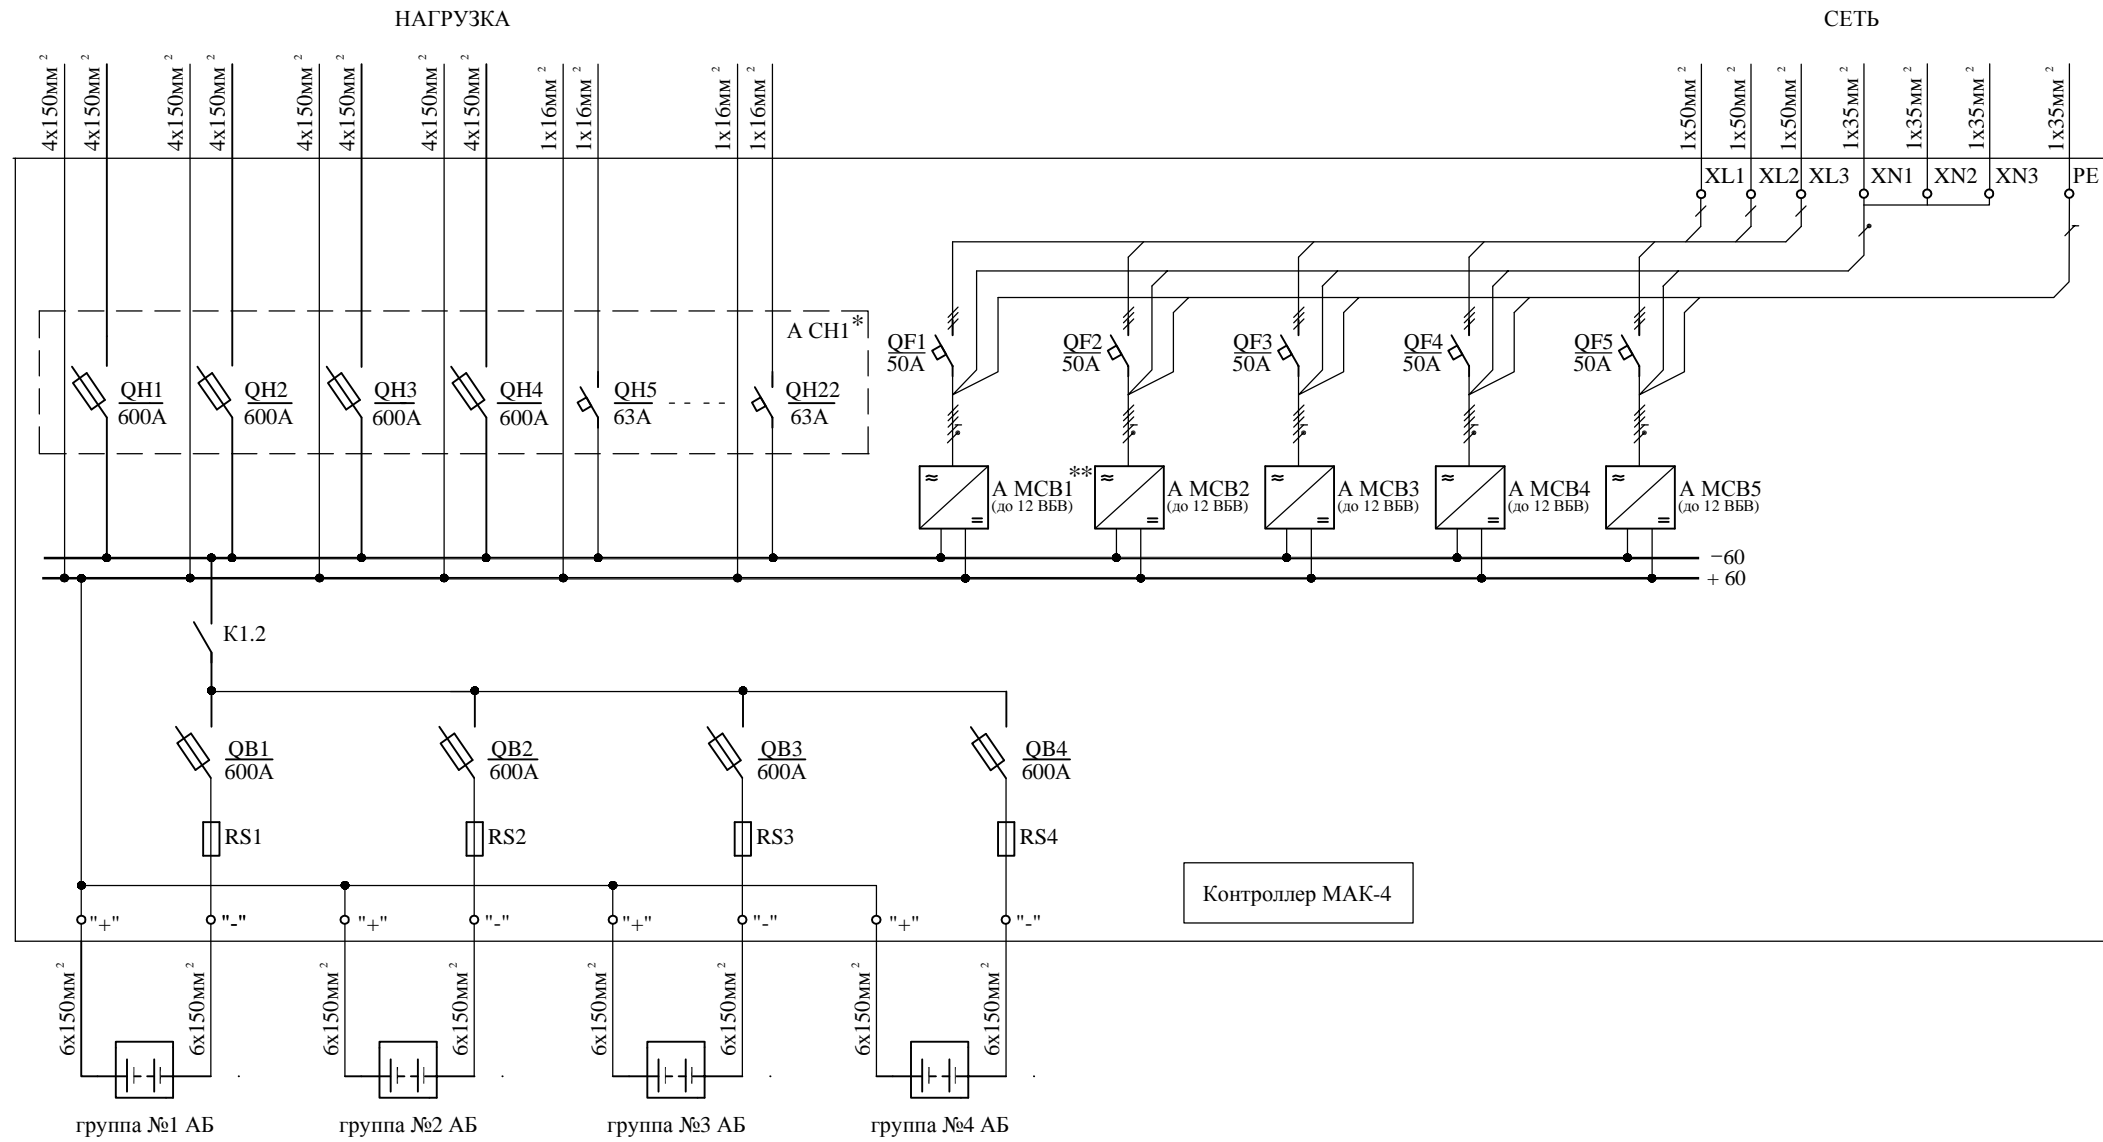 НАГРУЗКА
СЕТЬ
4х150мм²
4х150мм²
4х150мм²
4х150мм²
4х150мм²
4х150мм²
4х150мм²
4х150мм²
1х16мм²
1х16мм²
1х16мм²
1х16мм²
1х50мм²
1х50мм²
1х50мм²
1х35мм²
1х35мм²
1х35мм²
1х35мм²
XL1
XL2
XL3
XN1
XN2
XN3
PE
А СН1*
QH1
600А
QH2
600А
QH3
600А
QH4
600А
QH5
63А
QH22
63А
QF1
50А
QF2
50А
QF3
50А
QF4
50А
QF5
50А
А МСВ1**
(до 12 ВБВ)
А МСВ2
(до 12 ВБВ)
А МСВ3
(до 12 ВБВ)
А МСВ4
(до 12 ВБВ)
А МСВ5
(до 12 ВБВ)
−60
+ 60
К1.2
QB1
600А
QB2
600А
QB3
600А
QB4
600А
RS1
RS2
RS3
RS4
Контроллер МАК-4
"+"
"-"
"+"
"-"
"+"
"-"
"+"
"-"
6х150мм²
6х150мм²
6х150мм²
6х150мм²
6х150мм²
6х150мм²
6х150мм²
6х150мм²
группа №1 АБ
группа №2 АБ
группа №3 АБ
группа №4 АБ